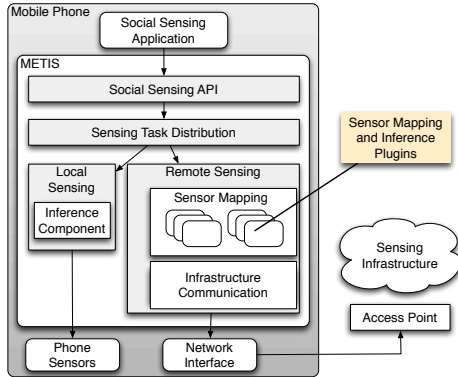 Mobile Phone
Social Sensing
Application
METIS
Social Sensing API
Sensing Task Distribution
Local
Sensing
Inference
Component
Remote Sensing
Sensor Mapping
Infrastructure
Communication
Sensor Mapping
and Inference
Plugins
Sensing
Infrastructure
Access Point
Phone
Sensors
Network
Interface